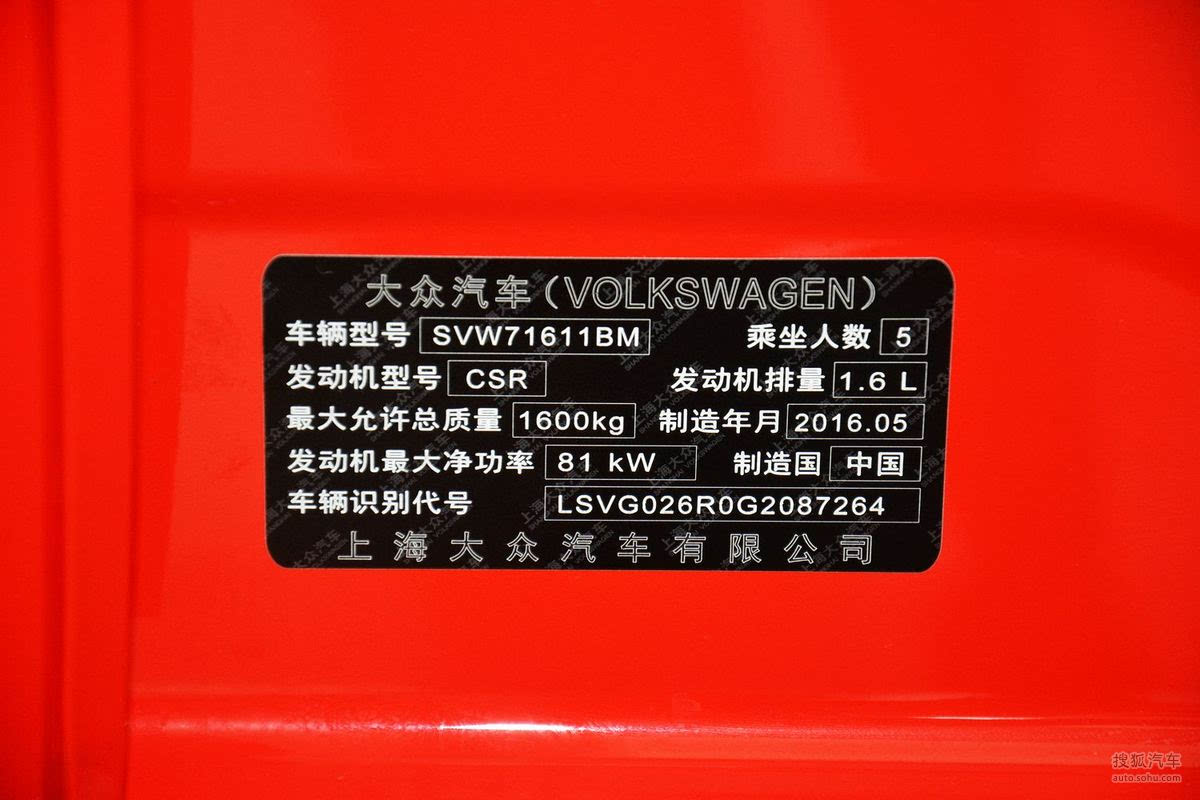 大众汽车(VOLKSWAGEN)
车辆型号 SVW71611BM 乘坐人数 5
发动机型号 CSR 发动机排量 1.6 L
最大允许总质量 1600kg 制造年月 2016.05
发动机最大净功率 81 kW 制造国 中国
车辆识别代号 LSVG026R0G2087264
上海大众汽车有限公司
搜狐汽车
auto.sohu.com